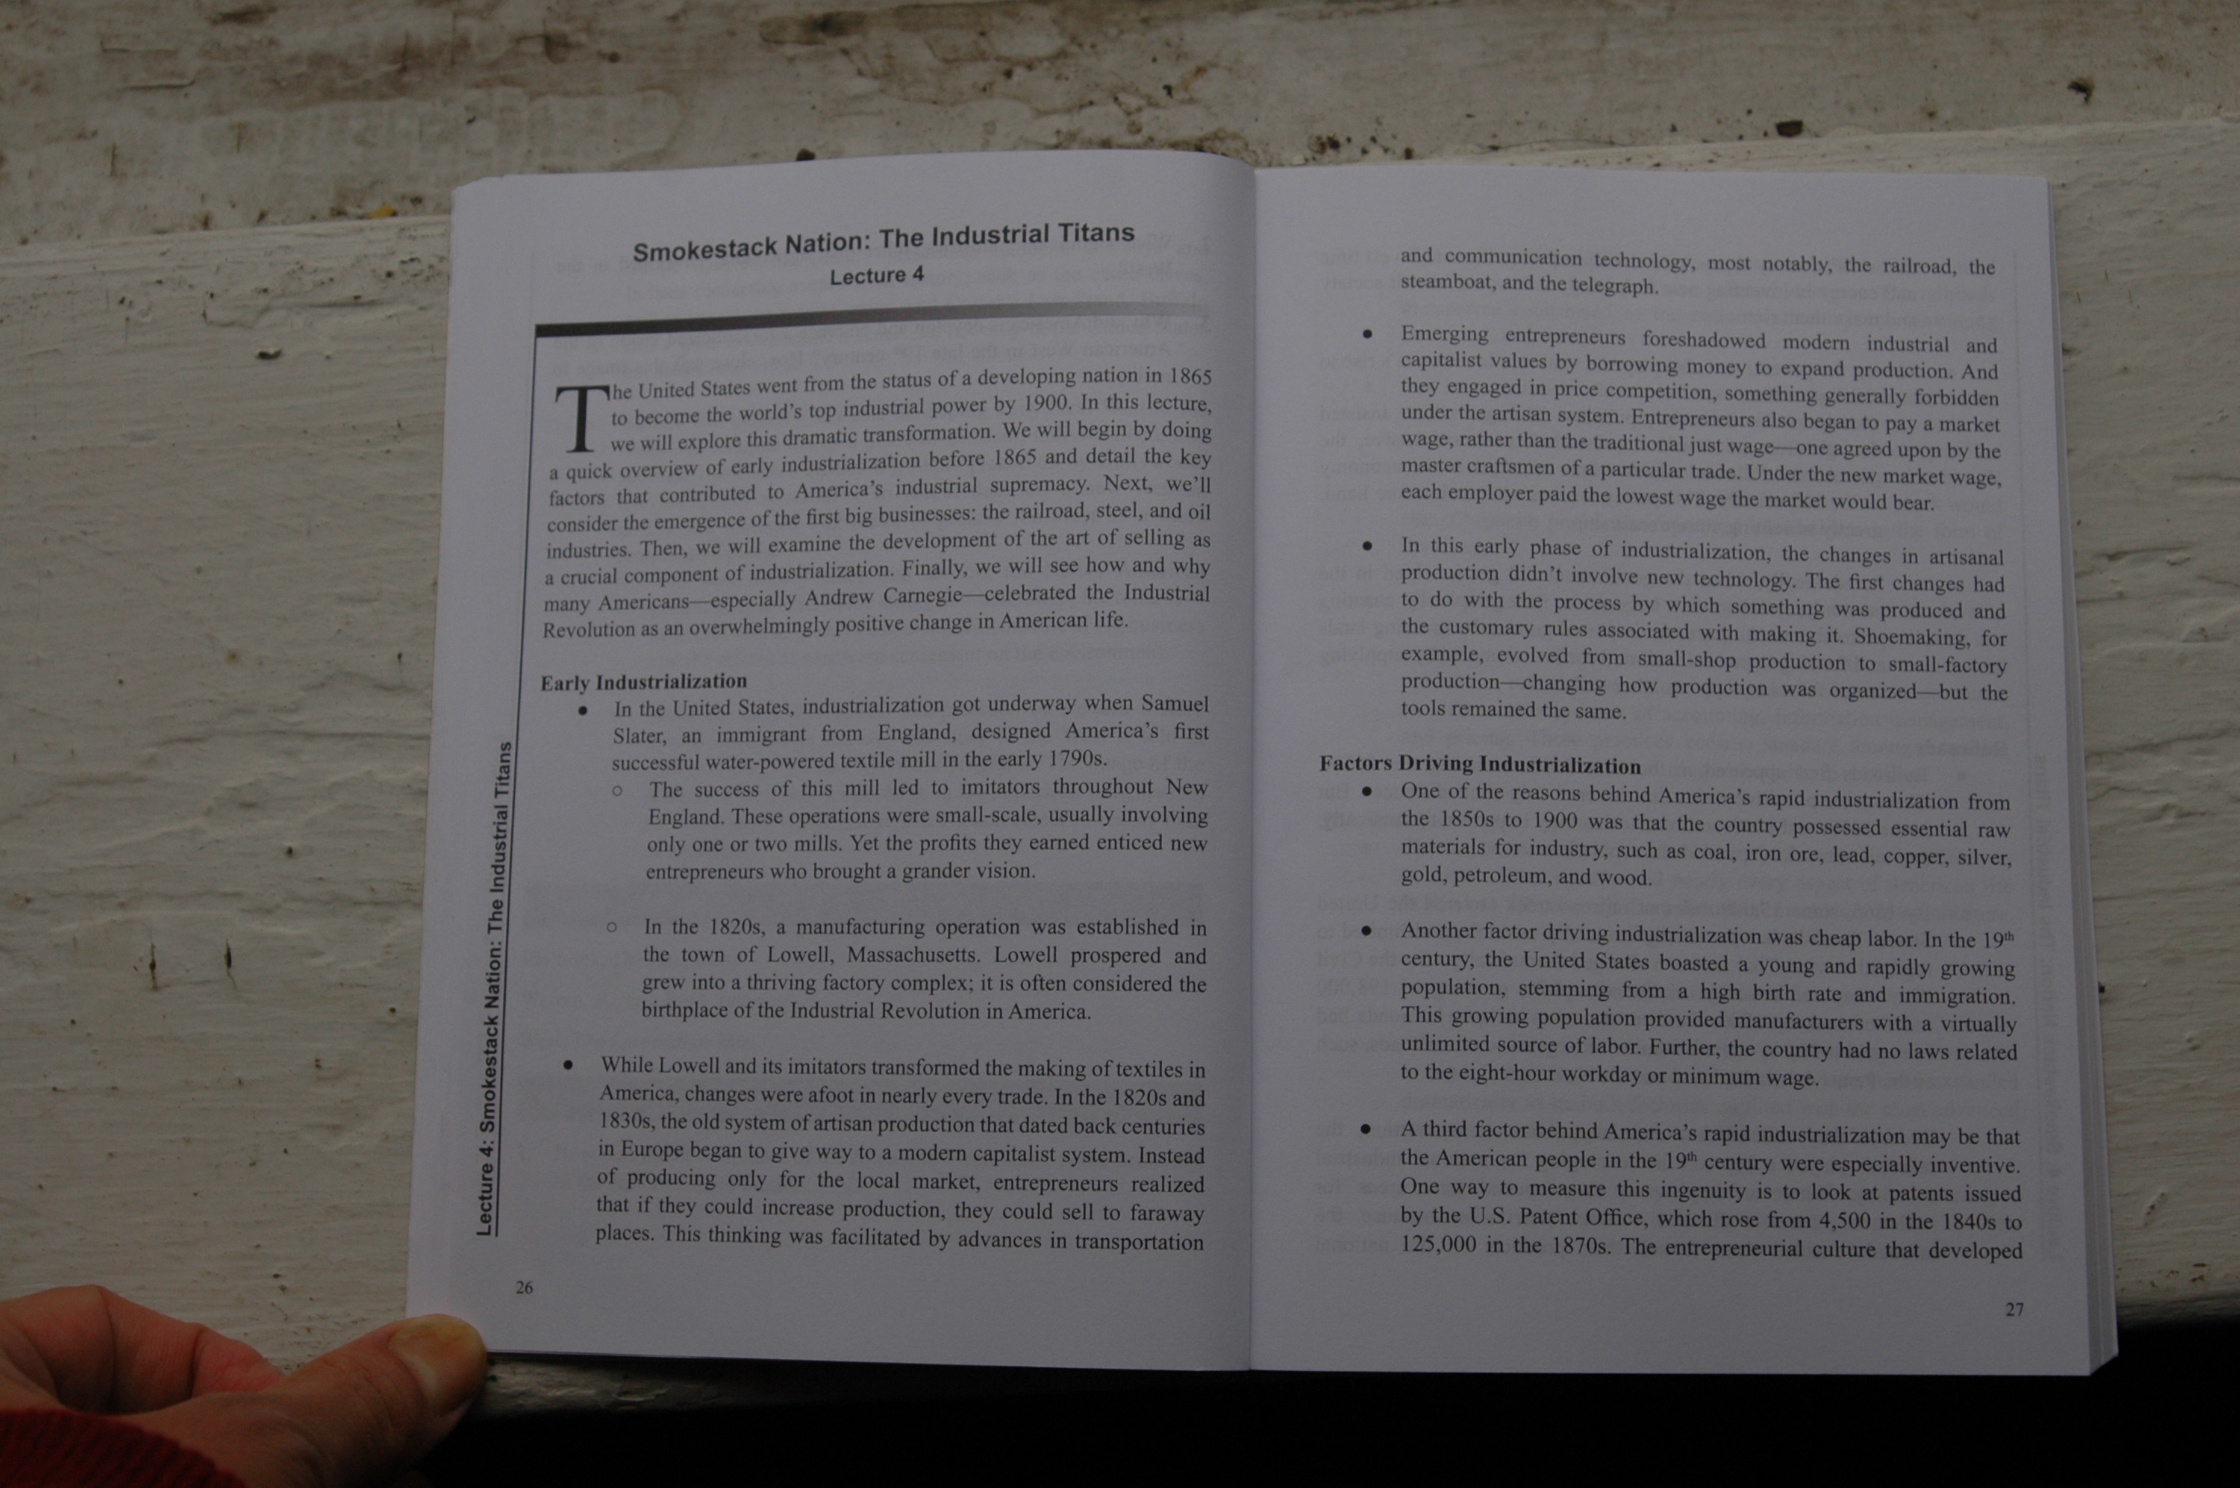 Smokestack Nation: The Industrial Titans
Lecture 4
The United States went from the status of a developing nation in 1865
to become the world's top industrial power by 1900. In this lecture,
we will explore this dramatic transformation. We will begin by doing
a quick overview of early industrialization before 1865 and detail the key
factors that contributed to America's industrial supremacy. Next, we'll
consider the emergence of the first big businesses: the railroad, steel, and oil
industries. Then, we will examine the development of the art of selling as
a crucial component of industrialization. Finally, we will see how and why
many Americans—especially Andrew Carnegie—celebrated the Industrial
Revolution as an overwhelmingly positive change in American life.
Early Industrialization
• In the United States, industrialization got underway when Samuel
Slater, an immigrant from England, designed America's first
successful water-powered textile mill in the early 1790s.
○ The success of this mill led to imitators throughout New
England. These operations were small-scale, usually involving
only one or two mills. Yet the profits they earned enticed new
entrepreneurs who brought a grander vision.
○ In the 1820s, a manufacturing operation was established in
the town of Lowell, Massachusetts. Lowell prospered and
grew into a thriving factory complex; it is often considered the
birthplace of the Industrial Revolution in America.
• While Lowell and its imitators transformed the making of textiles in
America, changes were afoot in nearly every trade. In the 1820s and
1830s, the old system of artisan production that dated back centuries
in Europe began to give way to a modern capitalist system. Instead
of producing only for the local market, entrepreneurs realized
that if they could increase production, they could sell to faraway
places. This thinking was facilitated by advances in transportation
Lecture 4: Smokestack Nation: The Industrial Titans
26
and communication technology, most notably, the railroad, the
steamboat, and the telegraph.
• Emerging entrepreneurs foreshadowed modern industrial and
capitalist values by borrowing money to expand production. And
they engaged in price competition, something generally forbidden
under the artisan system. Entrepreneurs also began to pay a market
wage, rather than the traditional just wage—one agreed upon by the
master craftsmen of a particular trade. Under the new market wage,
each employer paid the lowest wage the market would bear.
• In this early phase of industrialization, the changes in artisanal
production didn't involve new technology. The first changes had
to do with the process by which something was produced and
the customary rules associated with making it. Shoemaking, for
example, evolved from small-shop production to small-factory
production—changing how production was organized—but the
tools remained the same.
Factors Driving Industrialization
• One of the reasons behind America's rapid industrialization from
the 1850s to 1900 was that the country possessed essential raw
materials for industry, such as coal, iron ore, lead, copper, silver,
gold, petroleum, and wood.
• Another factor driving industrialization was cheap labor. In the 19th
century, the United States boasted a young and rapidly growing
population, stemming from a high birth rate and immigration.
This growing population provided manufacturers with a virtually
unlimited source of labor. Further, the country had no laws related
to the eight-hour workday or minimum wage.
• A third factor behind America's rapid industrialization may be that
the American people in the 19th century were especially inventive.
One way to measure this ingenuity is to look at patents issued
by the U.S. Patent Office, which rose from 4,500 in the 1840s to
125,000 in the 1870s. The entrepreneurial culture that developed
27